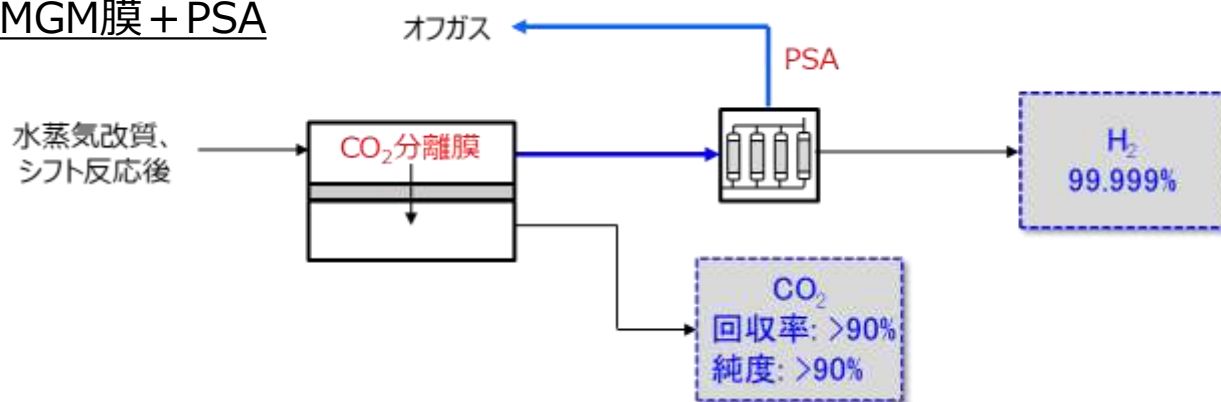 MGM膜＋PSA
オフガス
PSA
水蒸気改質、
シフト反応後
CO₂分離膜
H₂
99.999%
CO₂
回収率: >90%
純度: >90%